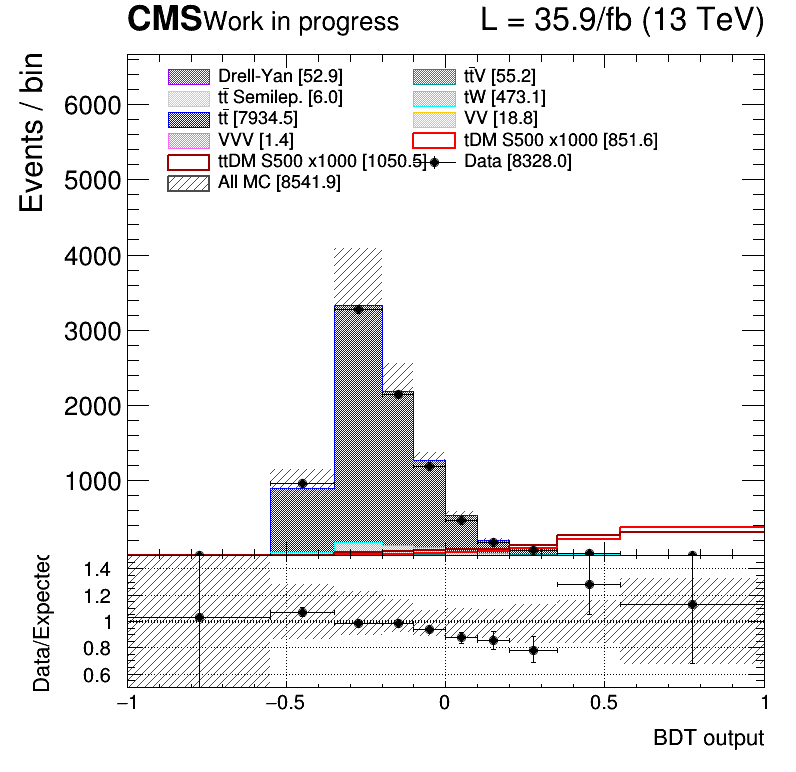 CMS Work in progress L = 35.9/fb (13 TeV)
Events / bin
Drell-Yan [52.9] tt̄V [55.2]
tt̄ Semilep. [6.0] tW [473.1]
tt̄ [7934.5] VV [18.8]
VVV [1.4] tDM S500 x1000 [851.6]
ttDM S500 x1000 [1050.5] Data [8328.0]
All MC [8541.9]
6000
5000
4000
3000
2000
1000
Data/Expected
1.4
1.2
1
0.8
0.6
−1 −0.5 0 0.5 1
BDT output